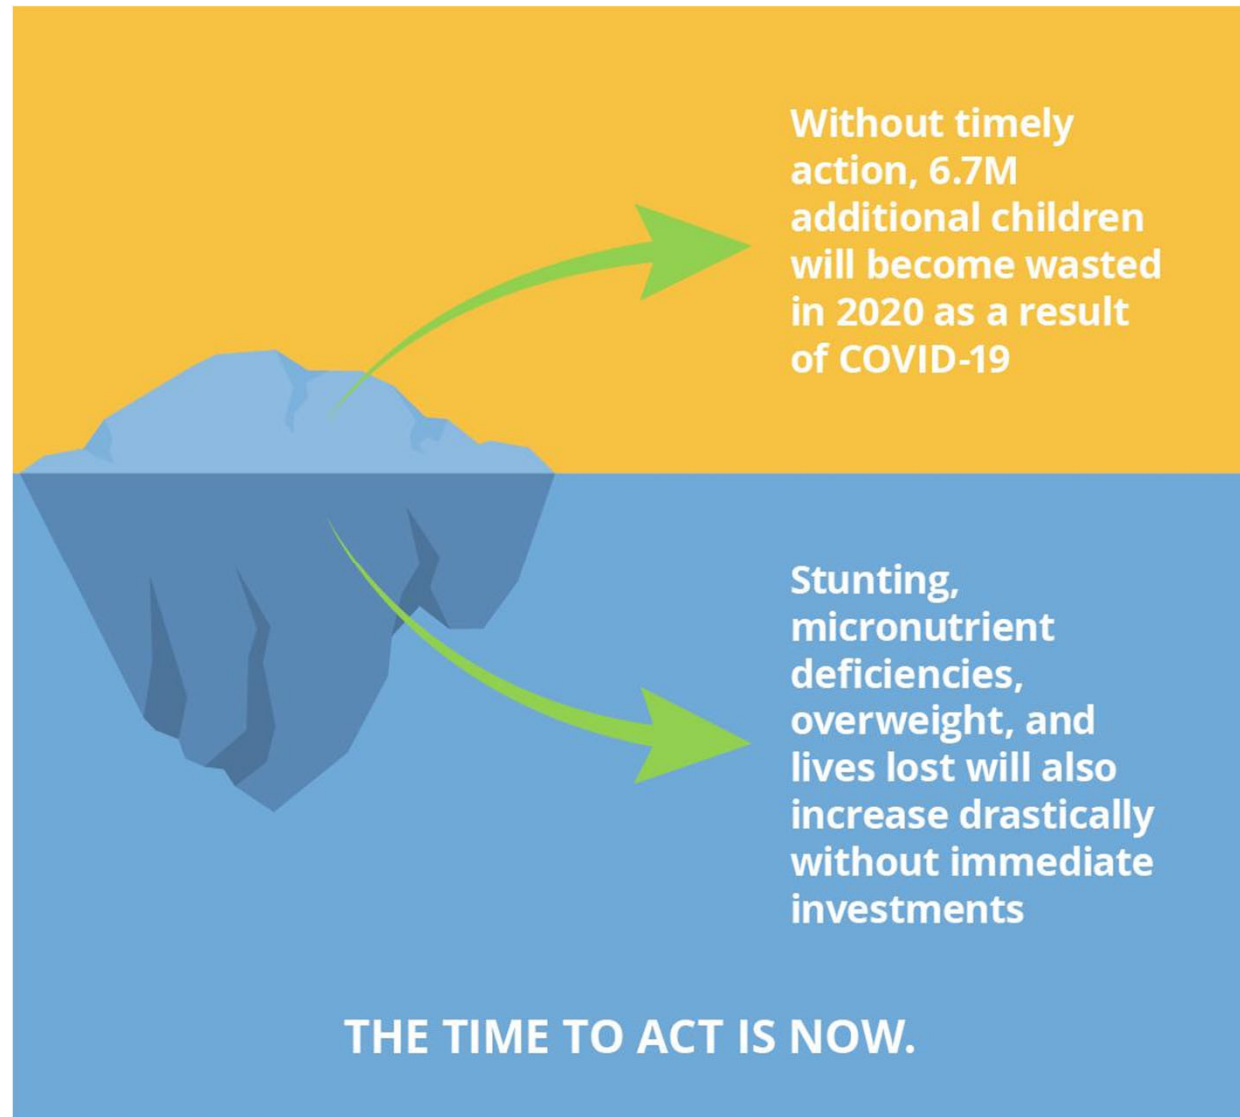 Without timely
action, 6.7M
additional children
will become wasted
in 2020 as a result
of COVID-19
Stunting,
micronutrient
deficiencies,
overweight, and
lives lost will also
increase drastically
without immediate
investments
THE TIME TO ACT IS NOW.